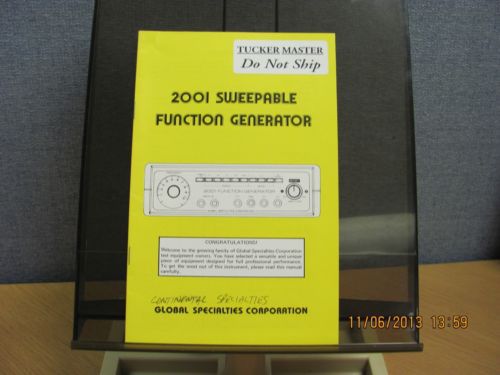 TUCKER MASTER
Do Not Ship
2001 SWEEPABLE
FUNCTION GENERATOR
FUNCTION GENERATOR
CONGRATULATIONS!
Welcome to the growing family of Global Specialties Corporation
test equipment owners. You have selected a versatile and unique
piece of equipment designed for full professional performance.
To get the most out of this instrument, please read this manual
carefully.
CONTINENTAL SPECIALTIES
GLOBAL SPECIALTIES CORPORATION
11/06/2013 13:59